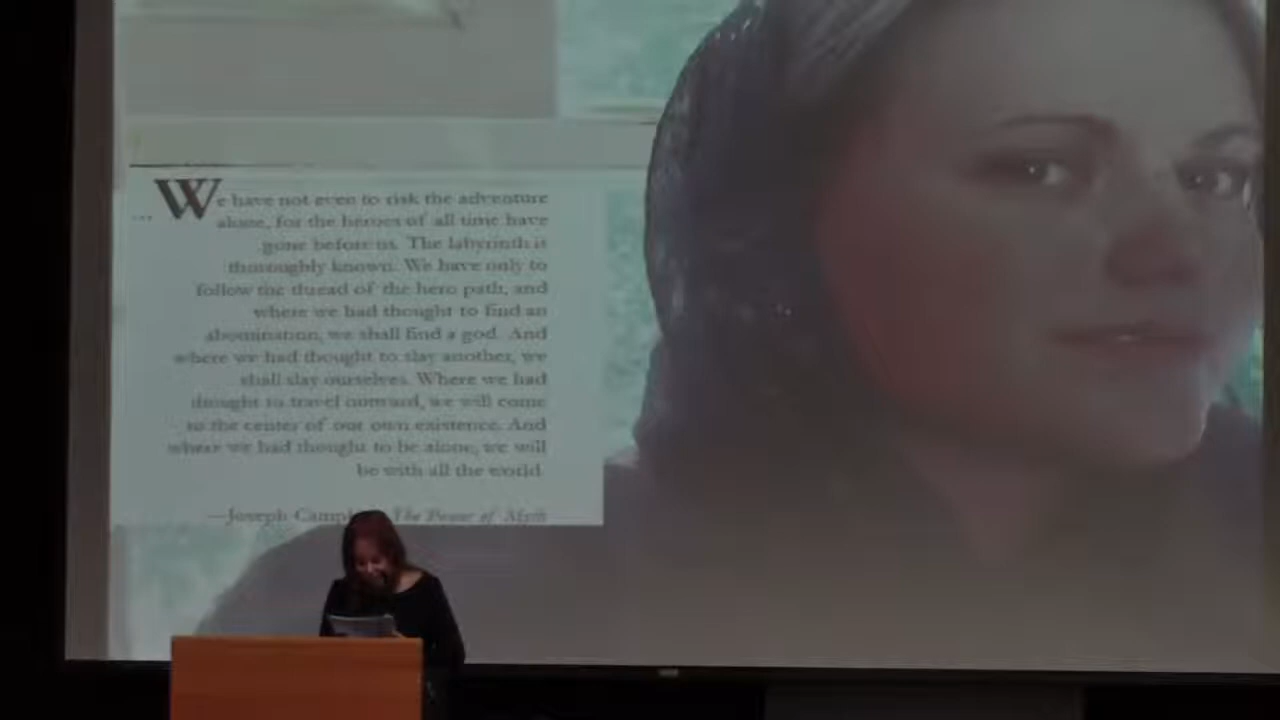 ... We have not even to risk the adventure
alone, for the heroes of all time have
gone before us. The labyrinth is
thoroughly known. We have only to
follow the thread of the hero path, and
where we had thought to find an
abomination, we shall find a god. And
where we had thought to slay another, we
shall slay ourselves. Where we had
thought to travel outward, we will come
to the center of our own existence. And
where we had thought to be alone, we will
be with all the world.
—Joseph Camp The Power of Myth